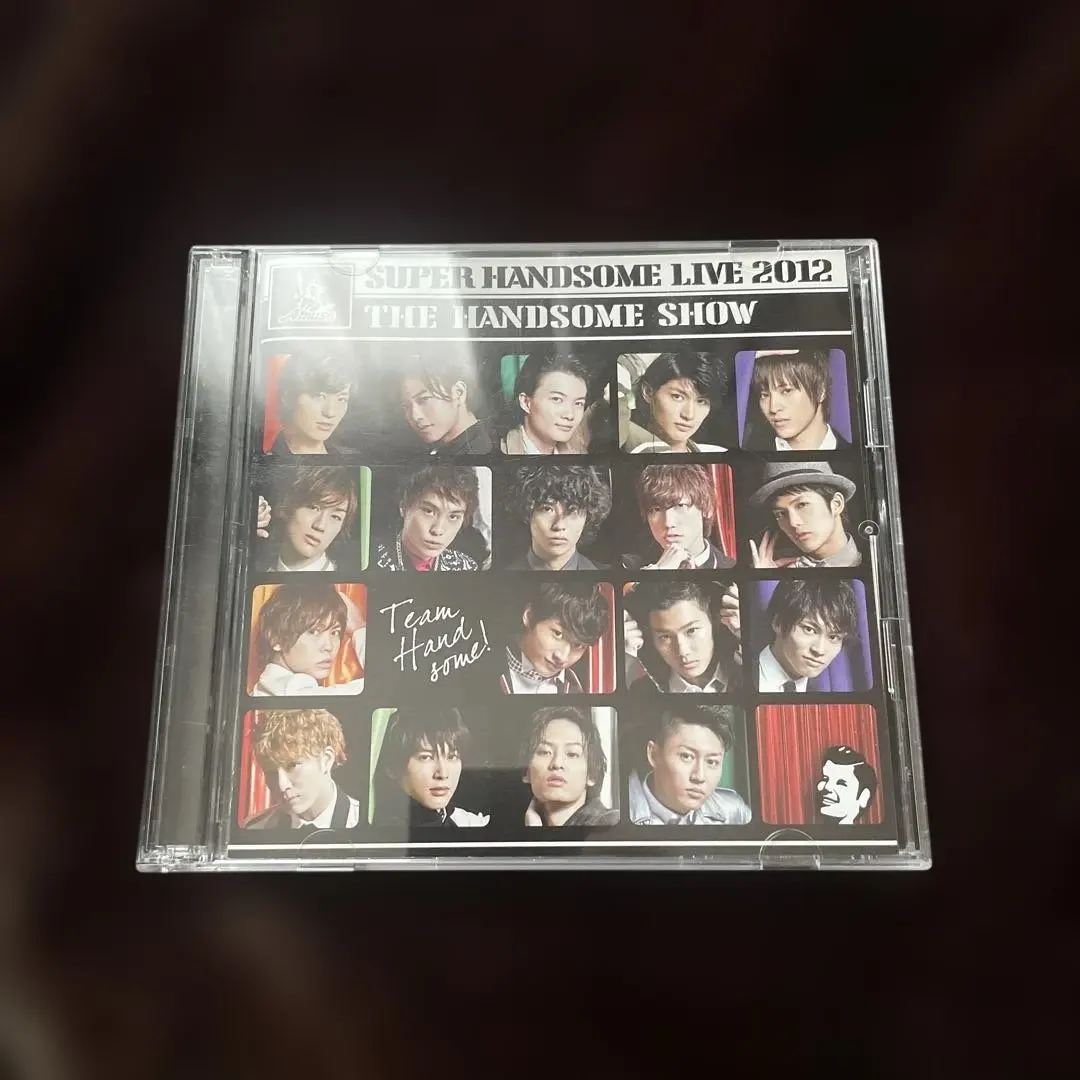 SUPER HANDSOME LIVE 2012
THE HANDSOME SHOW
Team
Hand
some!